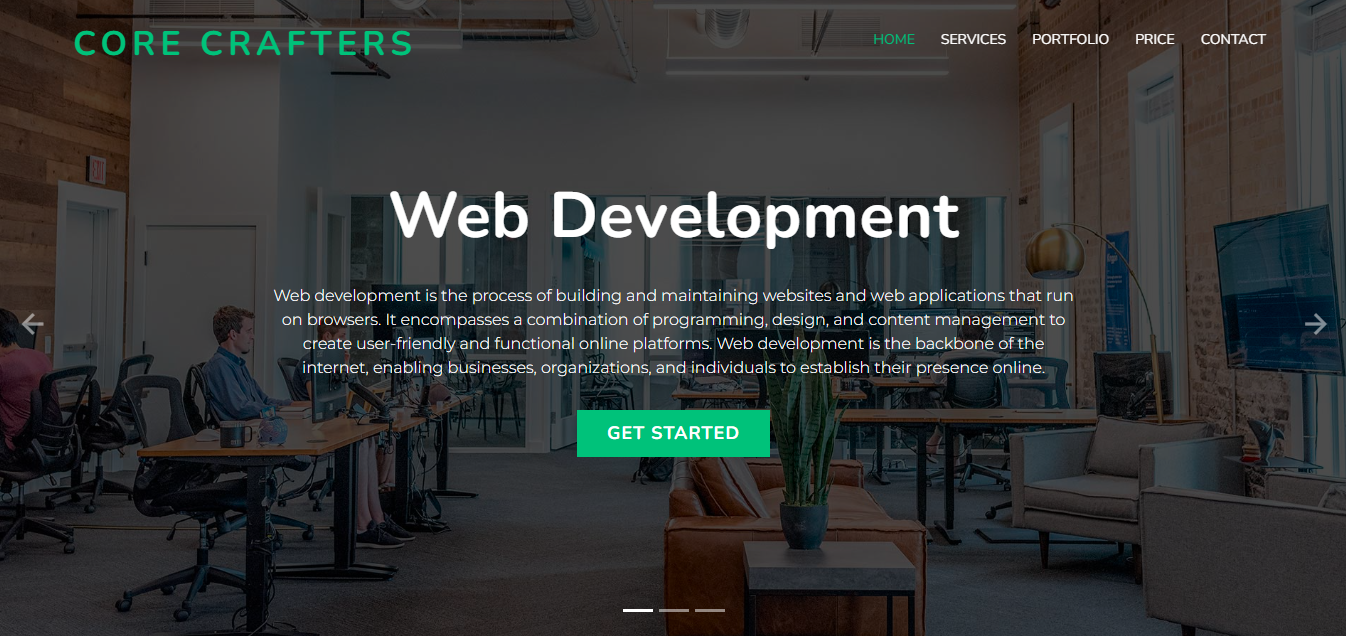 CORE CRAFTERS
HOME SERVICES PORTFOLIO PRICE CONTACT
Web Development
Web development is the process of building and maintaining websites and web applications that run
on browsers. It encompasses a combination of programming, design, and content management to
create user-friendly and functional online platforms. Web development is the backbone of the
internet, enabling businesses, organizations, and individuals to establish their presence online.
GET STARTED